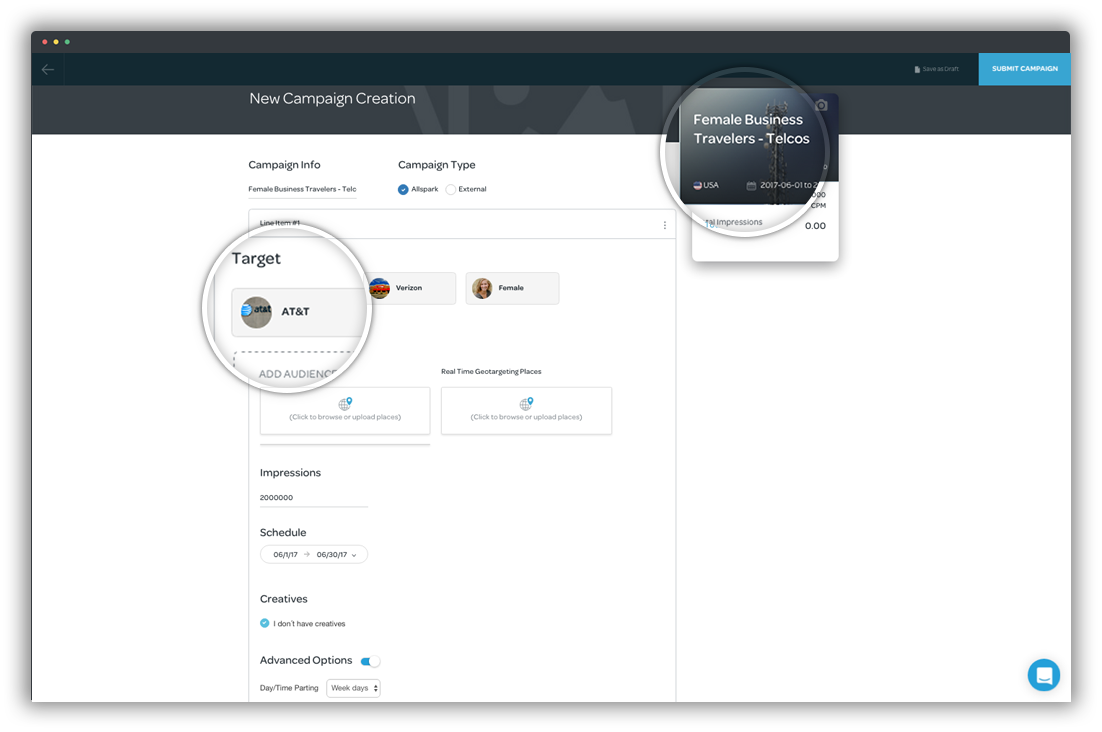 Save as Draft
SUBMIT CAMPAIGN
New Campaign Creation
Female Business
Travelers - Telcos
USA
2017-06-01 to 2
000
CPM
al Impressions
0.00
Campaign Info
Campaign Type
Female Business Travelers - Telc
Allspark
External
Line Item #1
Target
at&t
AT&T
Verizon
Female
ADD AUDIENCE
Real Time Geotargeting Places
(Click to browse or upload places)
(Click to browse or upload places)
Impressions
2000000
Schedule
06/1/17
06/30/17
Creatives
I don't have creatives
Advanced Options
Day/Time Parting
Week days